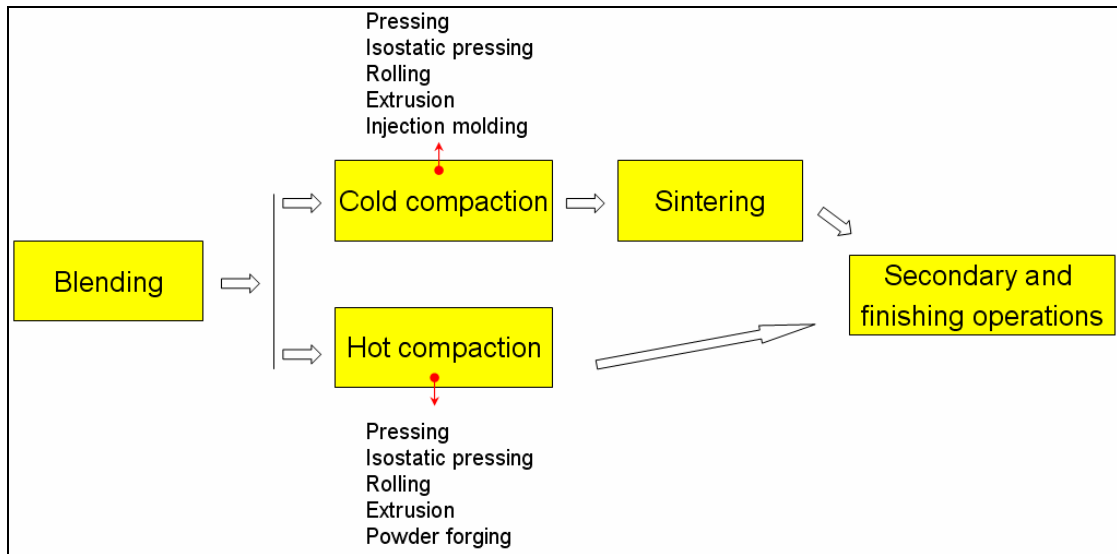 Pressing
Isostatic pressing
Rolling
Extrusion
Injection molding
Cold compaction
Sintering
Blending
Secondary and
finishing operations
Hot compaction
Pressing
Isostatic pressing
Rolling
Extrusion
Powder forging